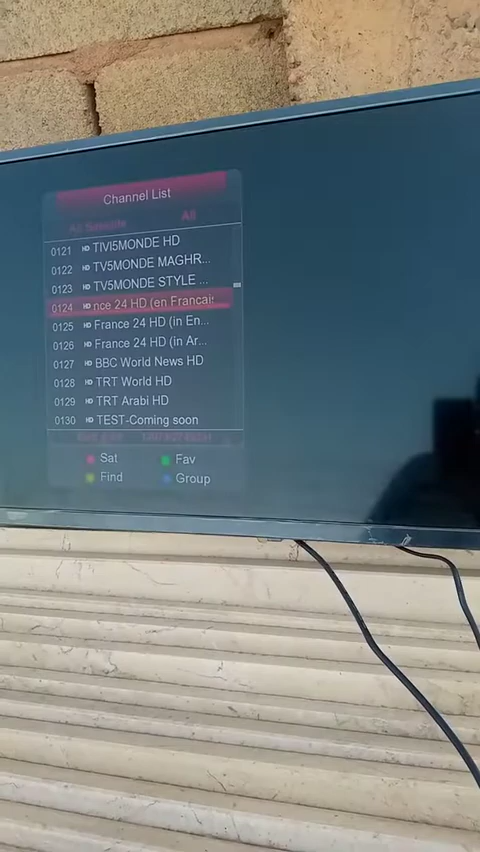 Channel List
All Satellite All
0121 HD TIVI5MONDE HD
0122 HD TV5MONDE MAGHR...
0123 HD TV5MONDE STYLE ...
0124 HD nce 24 HD (en Francais
0125 HD France 24 HD (in En...
0126 HD France 24 HD (in Ar...
0127 HD BBC World News HD
0128 HD TRT World HD
0129 HD TRT Arabi HD
0130 HD TEST-Coming soon
Sat Fav
Find Group